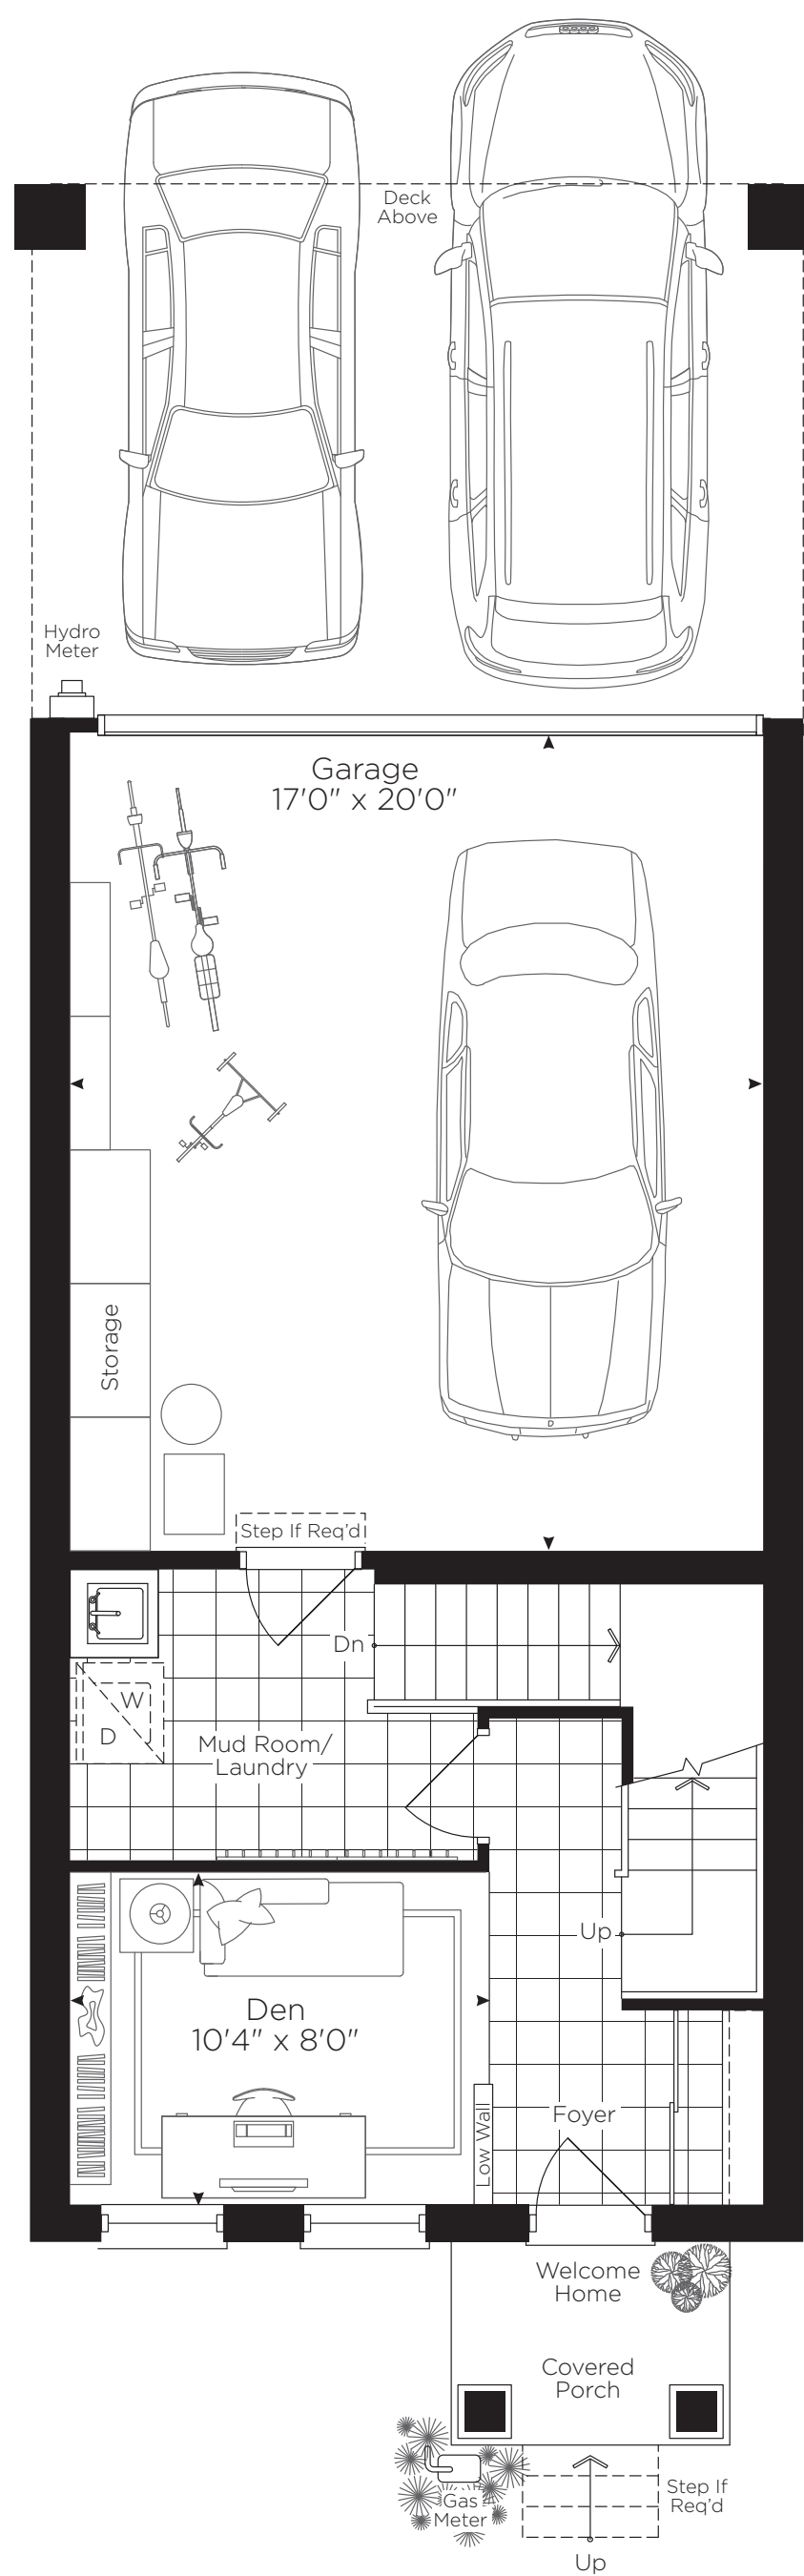 Deck
Above
Hydro
Meter
Garage
17'0" x 20'0"
Storage
Step If Req'd
Dn
W
D
Mud Room/
Laundry
Up
Den
10'4" x 8'0"
Foyer
Low Wall
Welcome
Home
Covered
Porch
Gas
Meter
Step If
Req'd
Up